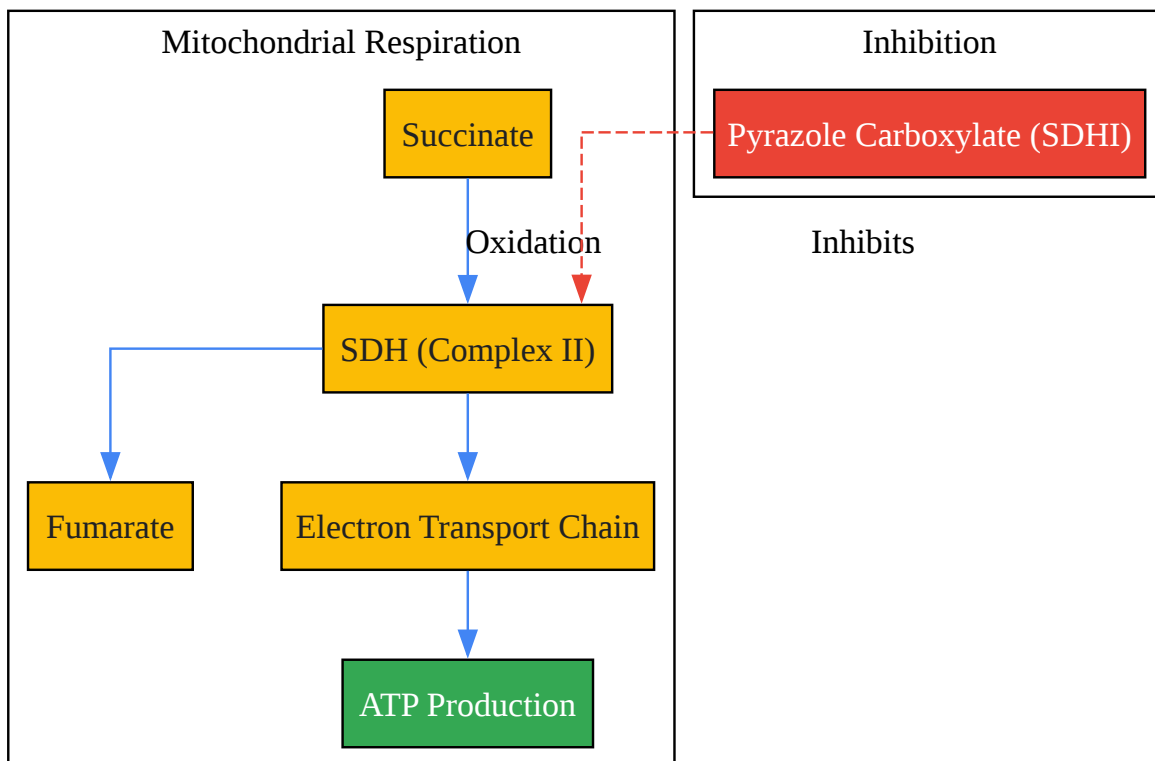 Mitochondrial Respiration
Inhibition
Succinate
Pyrazole Carboxylate (SDHI)
Oxidation
Inhibits
SDH (Complex II)
Fumarate
Electron Transport Chain
ATP Production